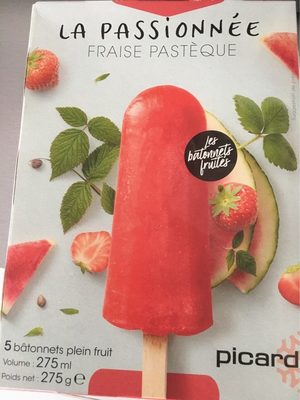 LA PASSIONNÉE
FRAISE PASTÈQUE
Les
bâtonnets
fruités
5 bâtonnets plein fruit
Volume : 275 ml
Poids net : 275 g ℮
picard